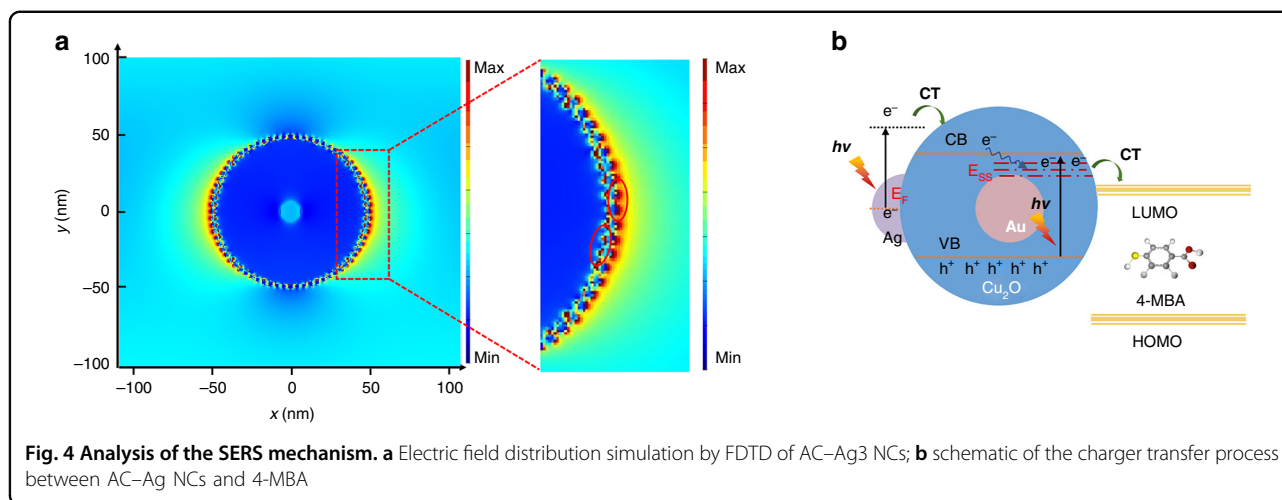 a
100
50
0
−50
−100
y (nm)
−100
−50
0
50
100
x (nm)
Max
Min
Max
Min
b
CT
e−
hv
CB
e−
e− e−
CT
ESS
EF
hv
e−
Au
Ag
VB
h+ h+ h+ h+ h+
Cu2O
LUMO
4-MBA
HOMO
Fig. 4 Analysis of the SERS mechanism. a Electric field distribution simulation by FDTD of AC–Ag3 NCs; b schematic of the charger transfer process
between AC–Ag NCs and 4-MBA